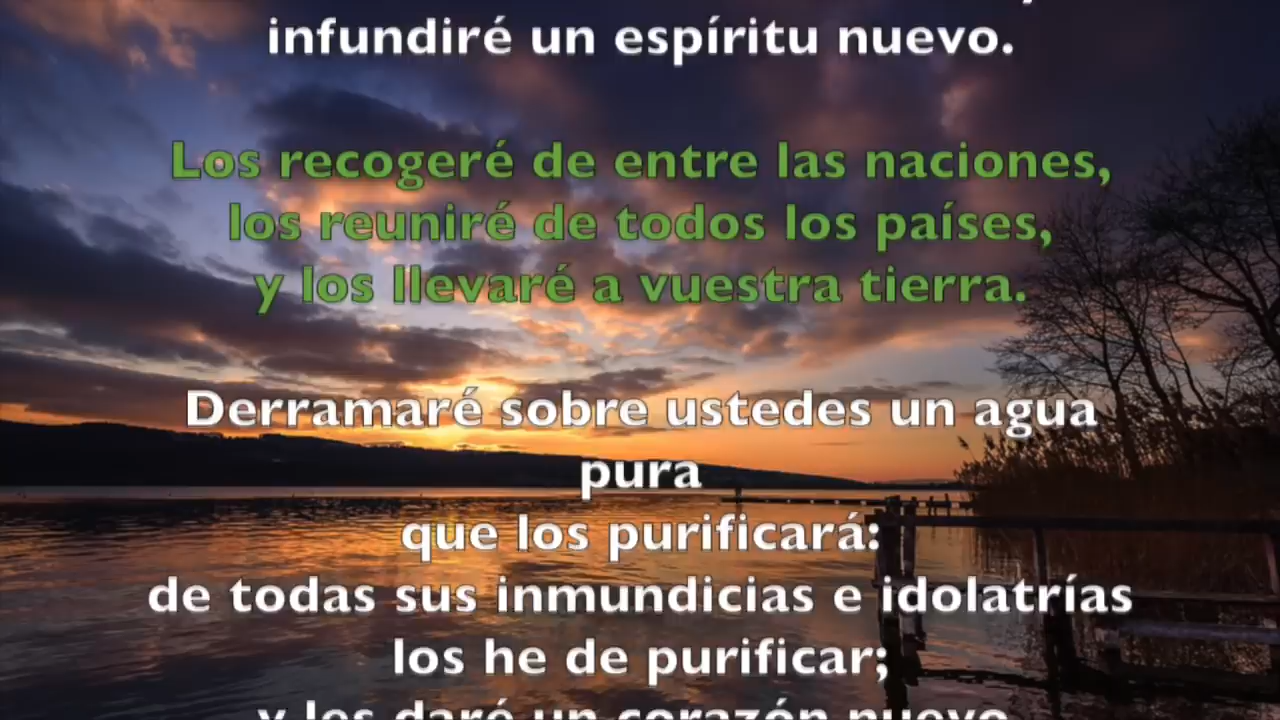 infundiré un espíritu nuevo.
Los recogeré de entre las naciones,
los reuniré de todos los países,
y los llevaré a vuestra tierra.
Derramaré sobre ustedes un agua
pura
que los purificará:
de todas sus inmundicias e idolatrías
los he de purificar;
y les daré un corazón nuevo